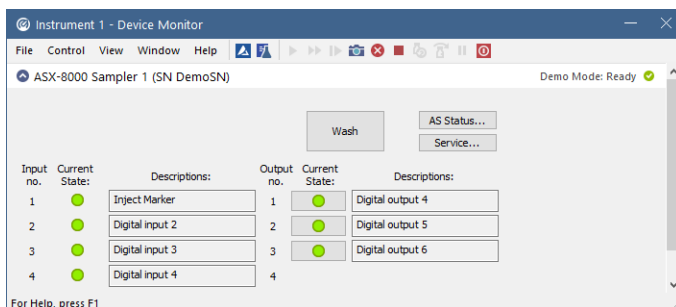 Instrument 1 - Device Monitor
File Control View Window Help
ASX-8000 Sampler 1 (SN DemoSN) Demo Mode: Ready
Wash AS Status...
Service...
Input no. Current State: Descriptions: Output no. Current State: Descriptions:
1 Inject Marker 1 Digital output 4
2 Digital input 2 2 Digital output 5
3 Digital input 3 3 Digital output 6
4 Digital input 4 4
For Help, press F1